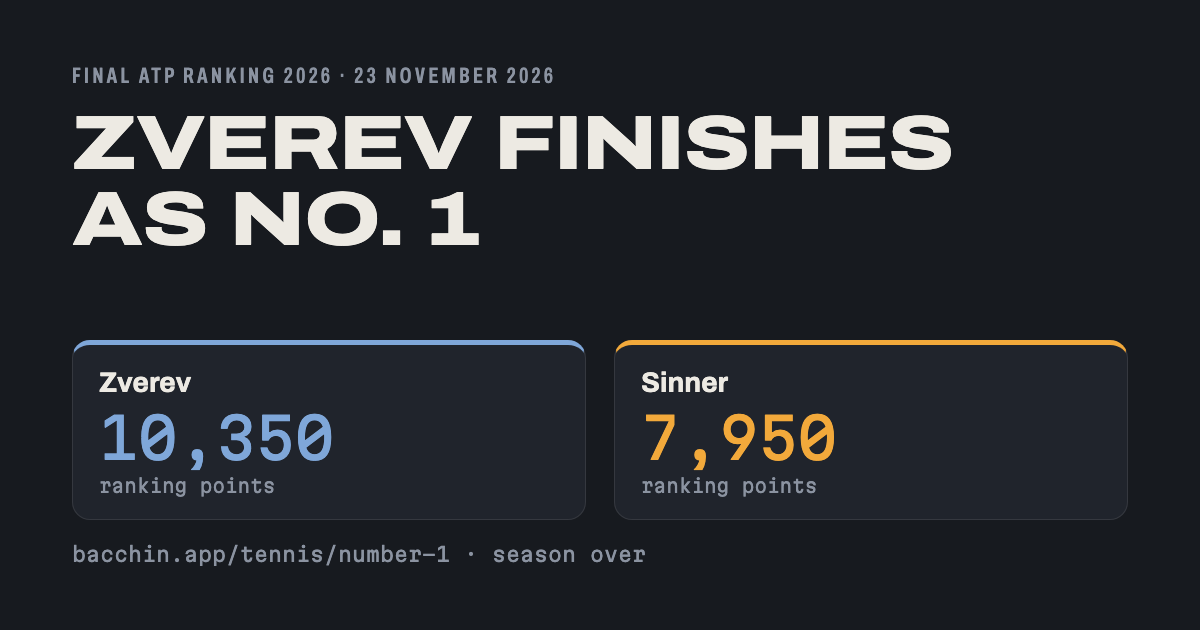 FINAL ATP RANKING 2026 · 23 NOVEMBER 2026
ZVEREV FINISHES
AS NO. 1
Zverev
10,350
ranking points
Sinner
7,950
ranking points
bacchin.app/tennis/number-1 · season over